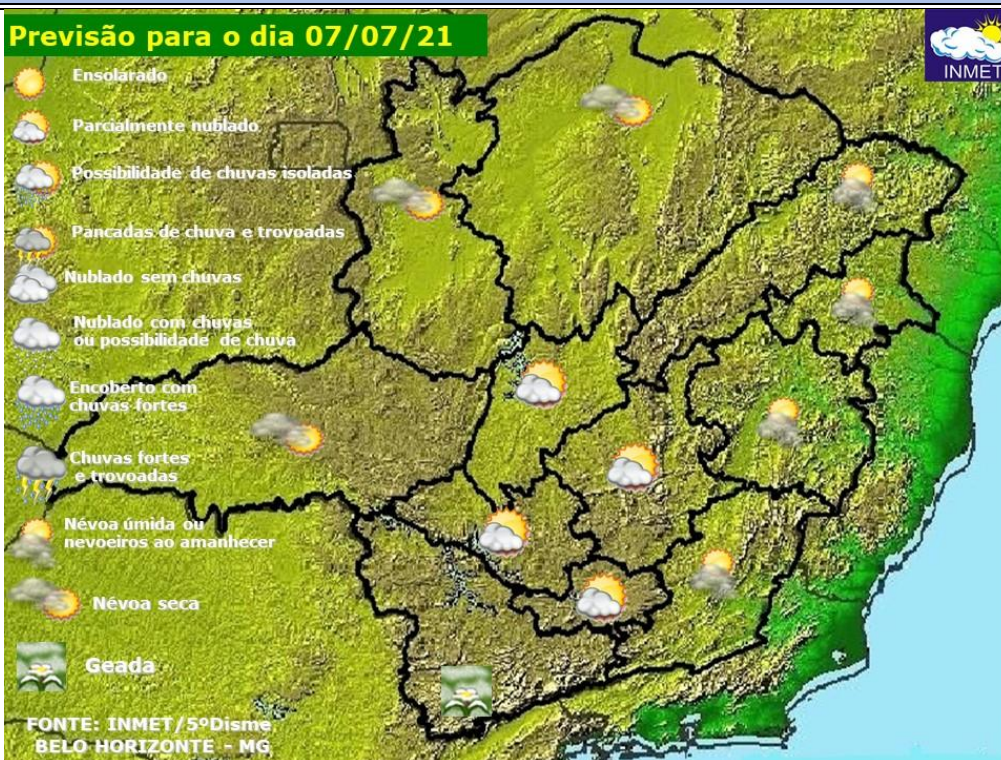 Previsão para o dia 07/07/21
INMET
Ensolarado
Parcialmente nublado
Possibilidade de chuvas isoladas
Pancadas de chuva e trovoadas
Nublado sem chuvas
Nublado com chuvas
ou possibilidade de chuva
Encoberto com
chuvas fortes
Chuvas fortes
e trovoadas
Névoa úmida ou
nevoeiros ao amanhecer
Névoa seca
Geada
FONTE: INMET/5ºDisme
BELO HORIZONTE - MG